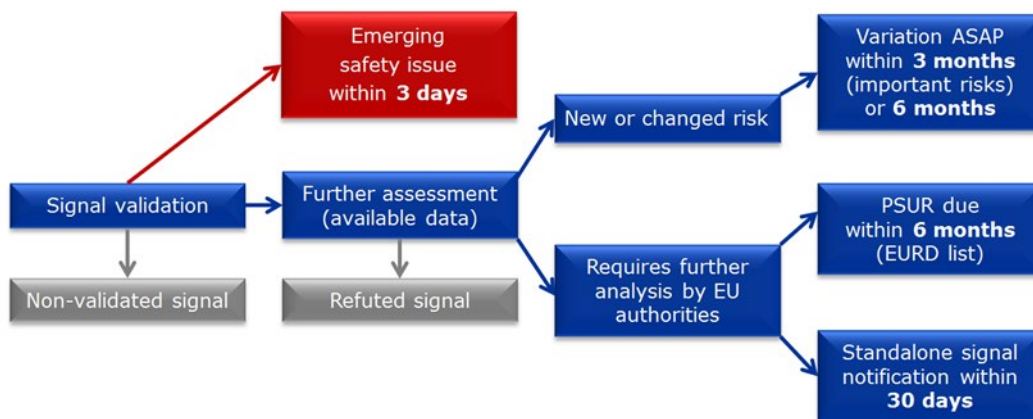 Emerging
safety issue
within 3 days
Variation ASAP
within 3 months
(important risks)
or 6 months
New or changed risk
Signal validation
Further assessment
(available data)
PSUR due
within 6 months
(EURD list)
Non-validated signal
Refuted signal
Requires further
analysis by EU
authorities
Standalone signal
notification within
30 days